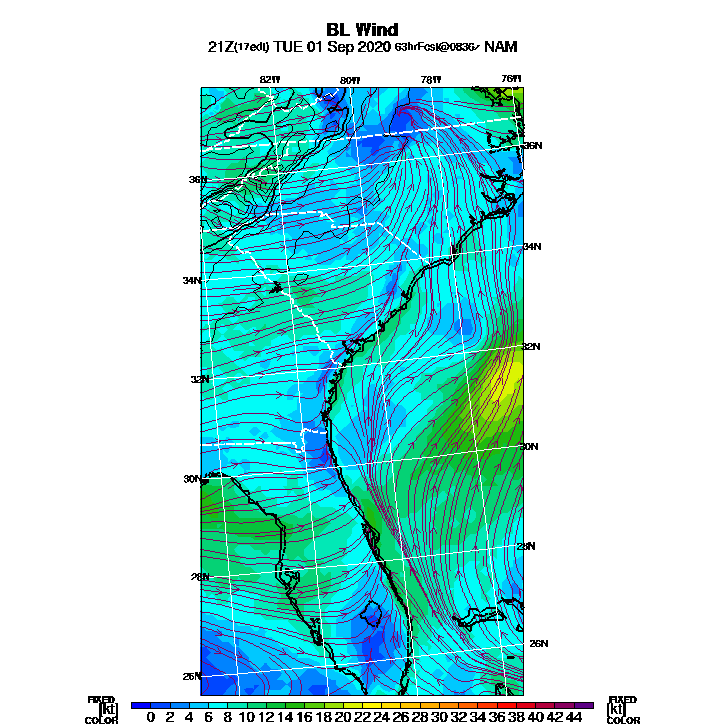 BL Wind
21Z(17edt) TUE 01 Sep 2020 63hrFcst@0836z NAM
82W 80W 78W 76W
36N
36N
34N
34N
32N
32N
30N
30N
28N
28N
26N
26N
FIXED FIXED
[kt] 0 2 4 6 8 10 12 14 16 18 20 22 24 26 28 30 32 34 36 38 40 42 44 [kt]
COLOR COLOR